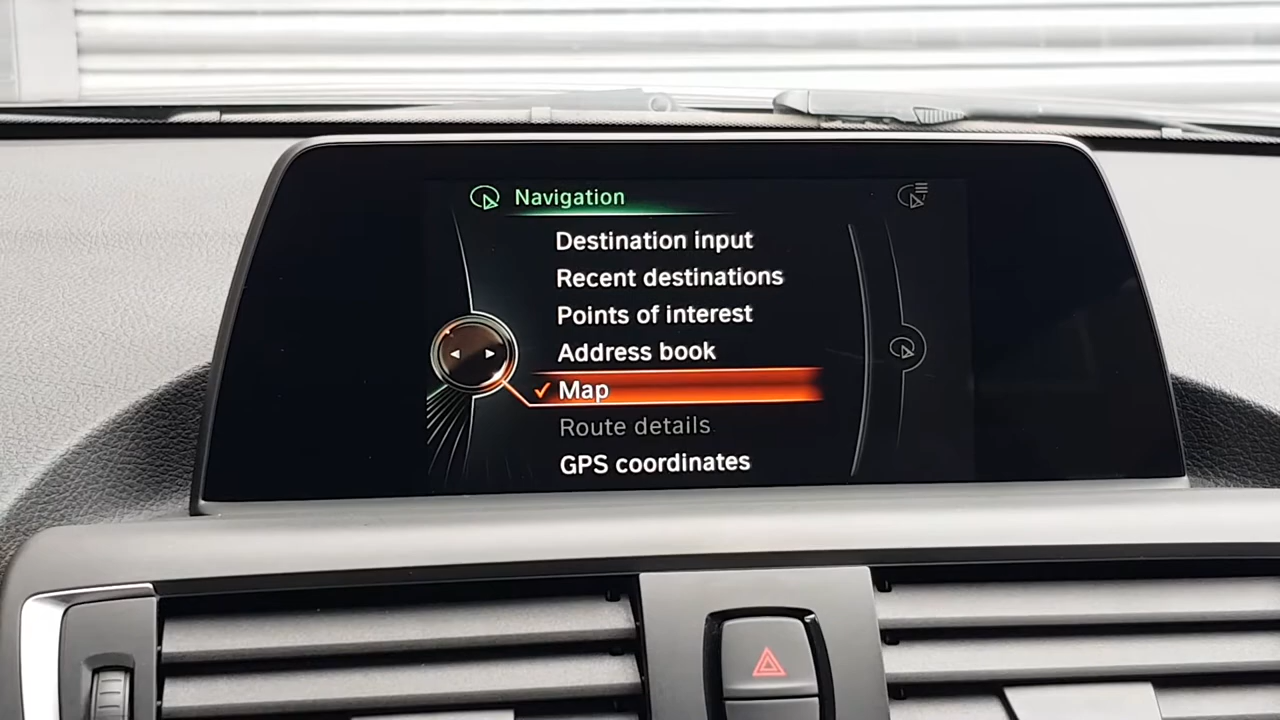 Navigation
Destination input
Recent destinations
Points of interest
Address book
Map
Route details
GPS coordinates